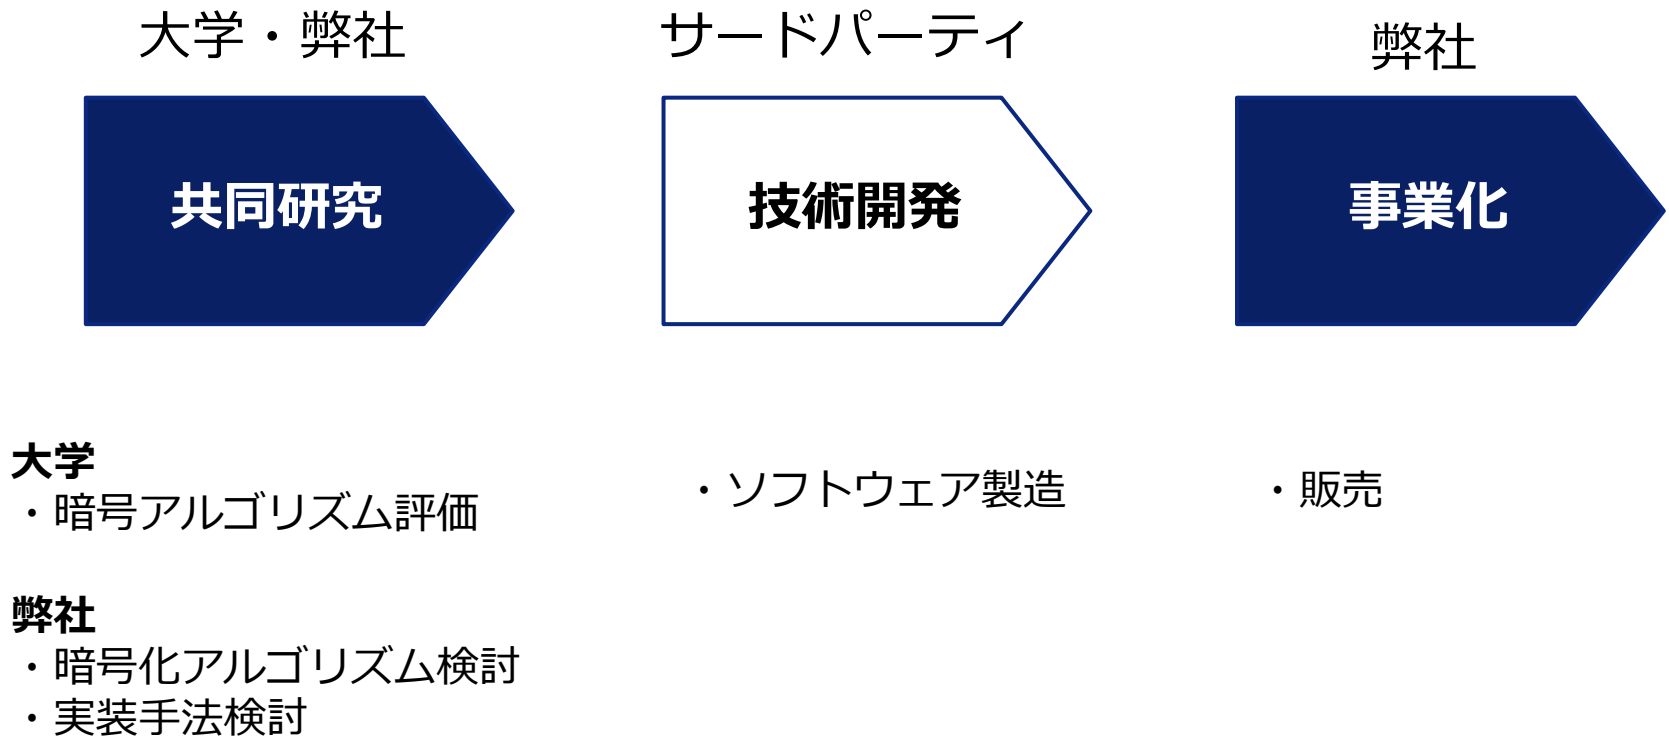 大学・弊社
サードパーティ
弊社
共同研究
技術開発
事業化
大学
・暗号アルゴリズム評価
弊社
・暗号化アルゴリズム検討
・実装手法検討
・ソフトウェア製造
・販売